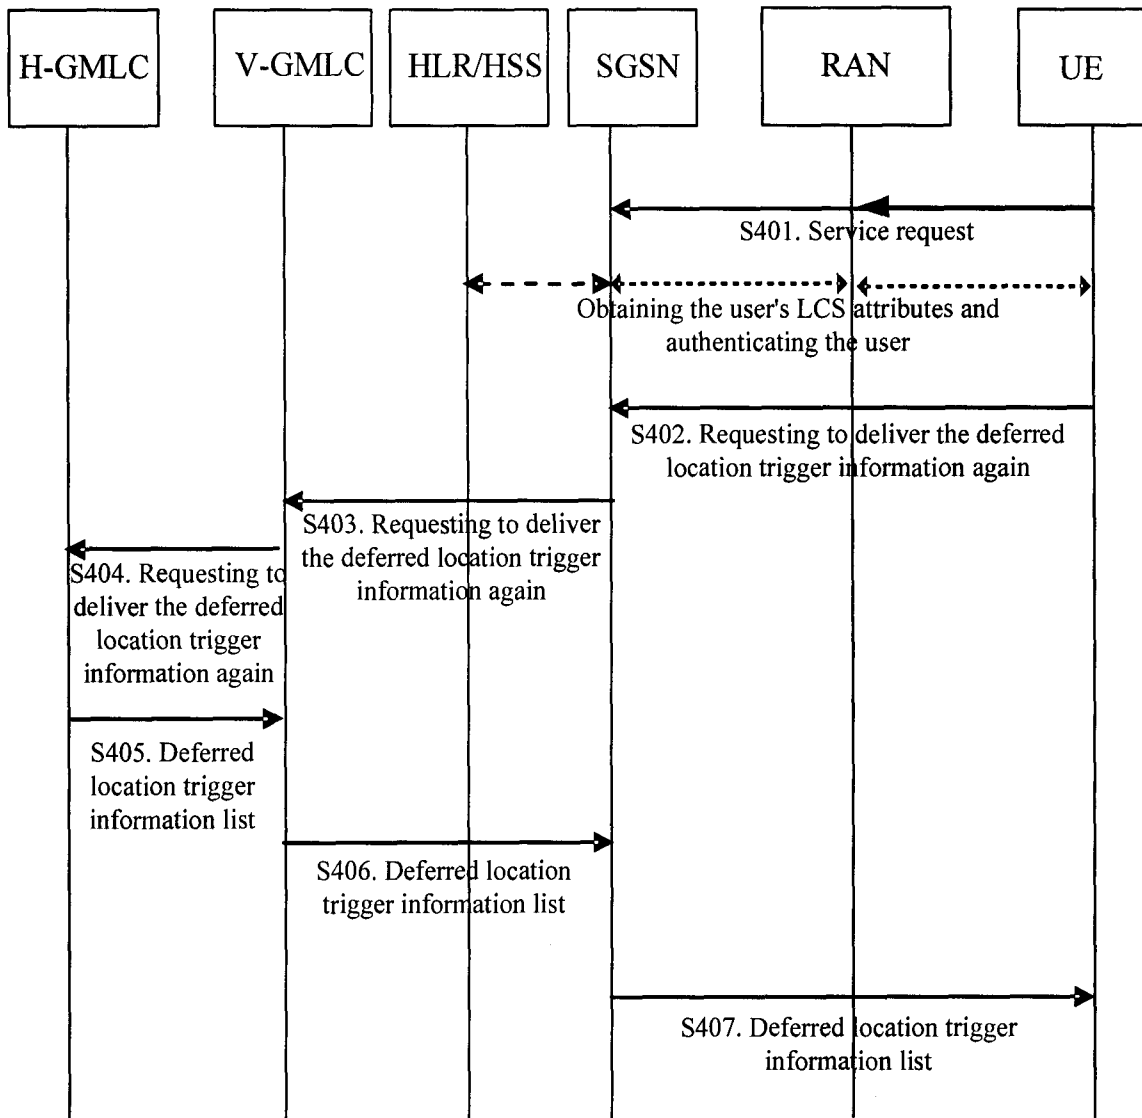 H-GMLC
V-GMLC
HLR/HSS
SGSN
RAN
UE
S401. Service request
Obtaining the user's LCS attributes and
authenticating the user
S402. Requesting to deliver the deferred
location trigger information again
S403. Requesting to deliver
the deferred location trigger
information again
S404. Requesting to
deliver the deferred
location trigger
information again
S405. Deferred
location trigger
information list
S406. Deferred location
trigger information list
S407. Deferred location trigger
information list